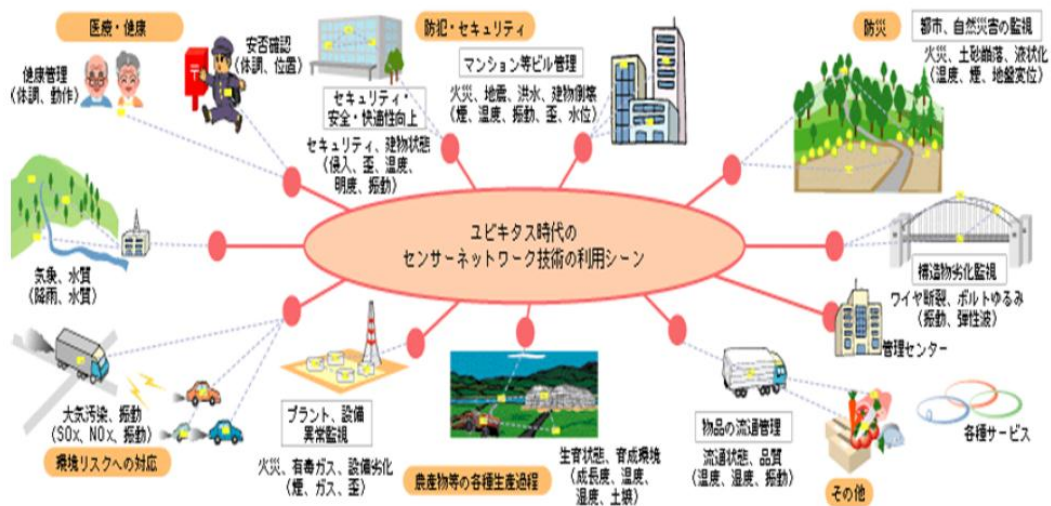 医療・健康
健康管理
(体調、動作)
安否確認
(体調、位置)
セキュリティ・
安全・快適性向上
セキュリティ、建物状態
(侵入、歪、温度、
明度、振動)
防犯・セキュリティ
マンション等ビル管理
火災、地震、洪水、建物倒壊
(煙、温度、振動、歪、水位)
防災
都市、自然災害の監視
火災、土砂崩落、液状化
(温度、煙、地盤変位)
ユビキタス時代の
センサーネットワーク技術の利用シーン
気象、水質
(降雨、水質)
構造物劣化監視
ワイヤ断裂、ボルトゆるみ
(振動、弾性波)
管理センター
大気汚染、振動
(SOx、NOx、振動)
環境リスクへの対応
プラント、設備
異常監視
火災、有毒ガス、設備劣化
(煙、ガス、歪)
農産物等の各種生産過程
生育状態、育成環境
(成長度、温度、
湿度、土壌)
物品の流通管理
流通状態、品質
(温度、湿度、振動)
その他
各種サービス